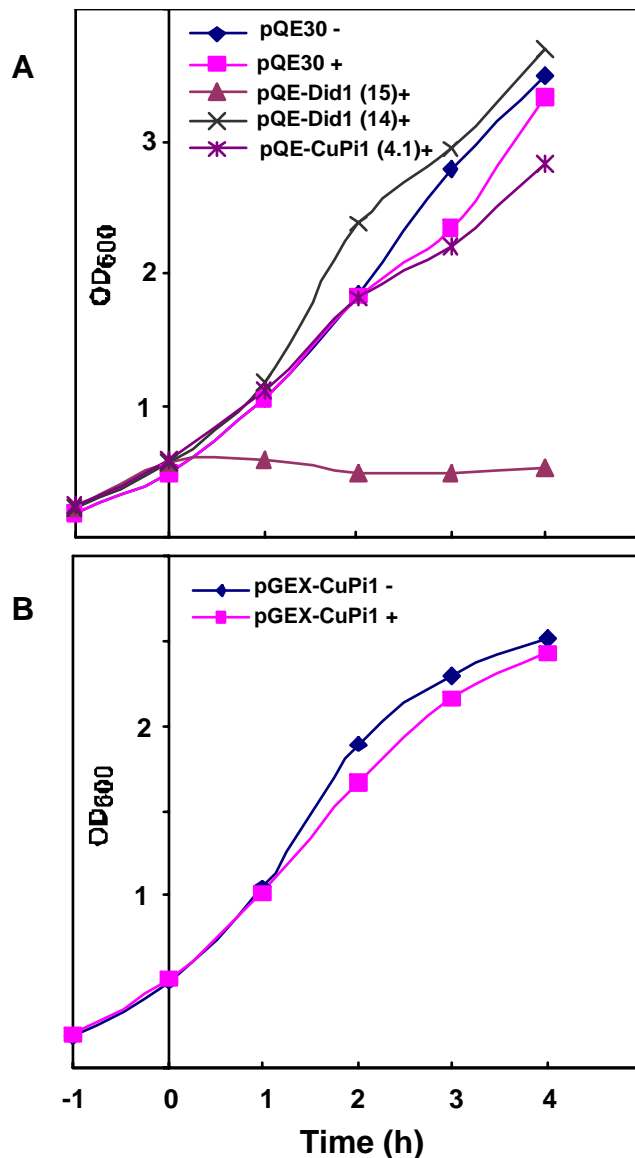 A
pQE30 -
pQE30 +
pQE-Did1 (15)+
pQE-Did1 (14)+
pQE-CuPi1 (4.1)+
3
2
1
OD600
B
pGEX-CuPi1 -
pGEX-CuPi1 +
2
1
OD600
-1 0 1 2 3 4
Time (h)